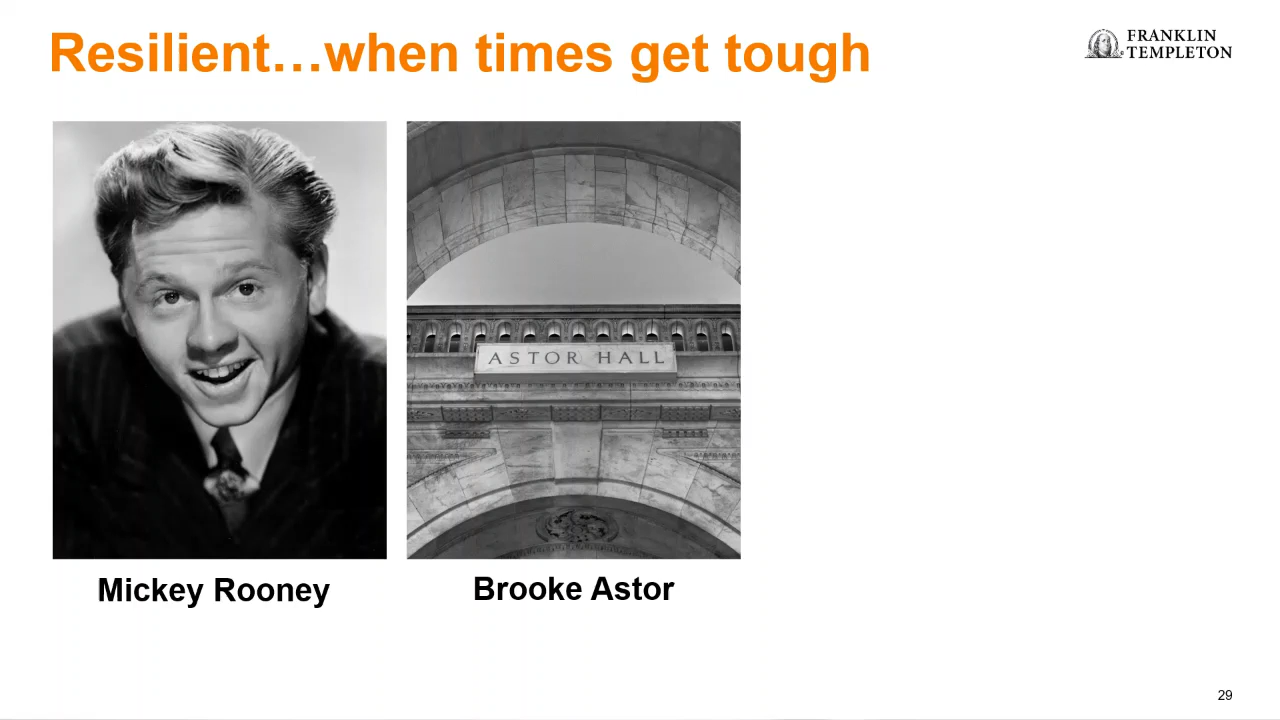 Resilient…when times get tough
FRANKLIN
TEMPLETON
ASTOR HALL
Mickey Rooney
Brooke Astor
29